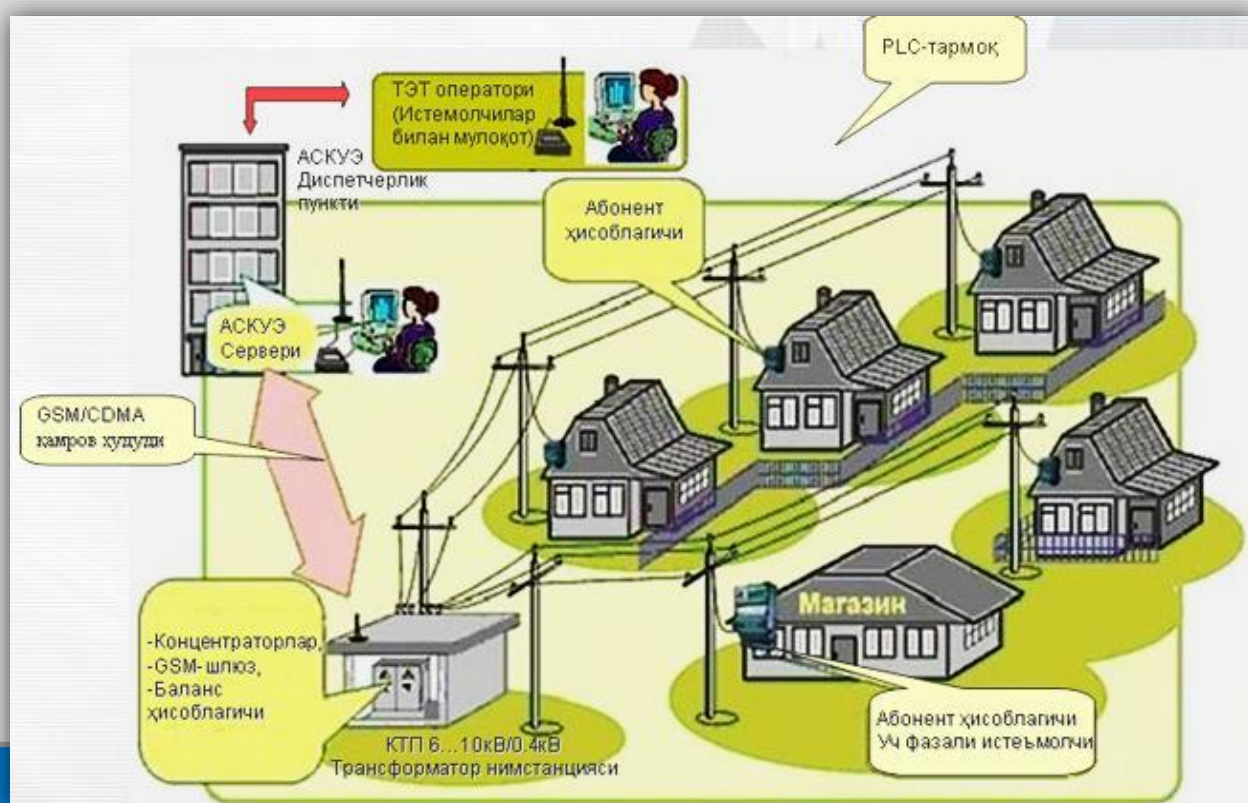 PLC-тармоқ
ТЭТ оператори
(Истемолчилар
билан мулоқот)
АСКУЭ
Диспетчерлик
пункти
Абонент
ҳисоблагичи
АСКУЭ
Сервери
GSM/CDMA
қамров ҳудуди
-Концентраторлар,
-GSM-шлюз,
-Баланс
ҳисоблагичи
Магазин
Абонент ҳисоблагичи
Уч фазали истеъмолчи
КТП 6...10кВ/0.4кВ
Трансформатор нимстанцияси